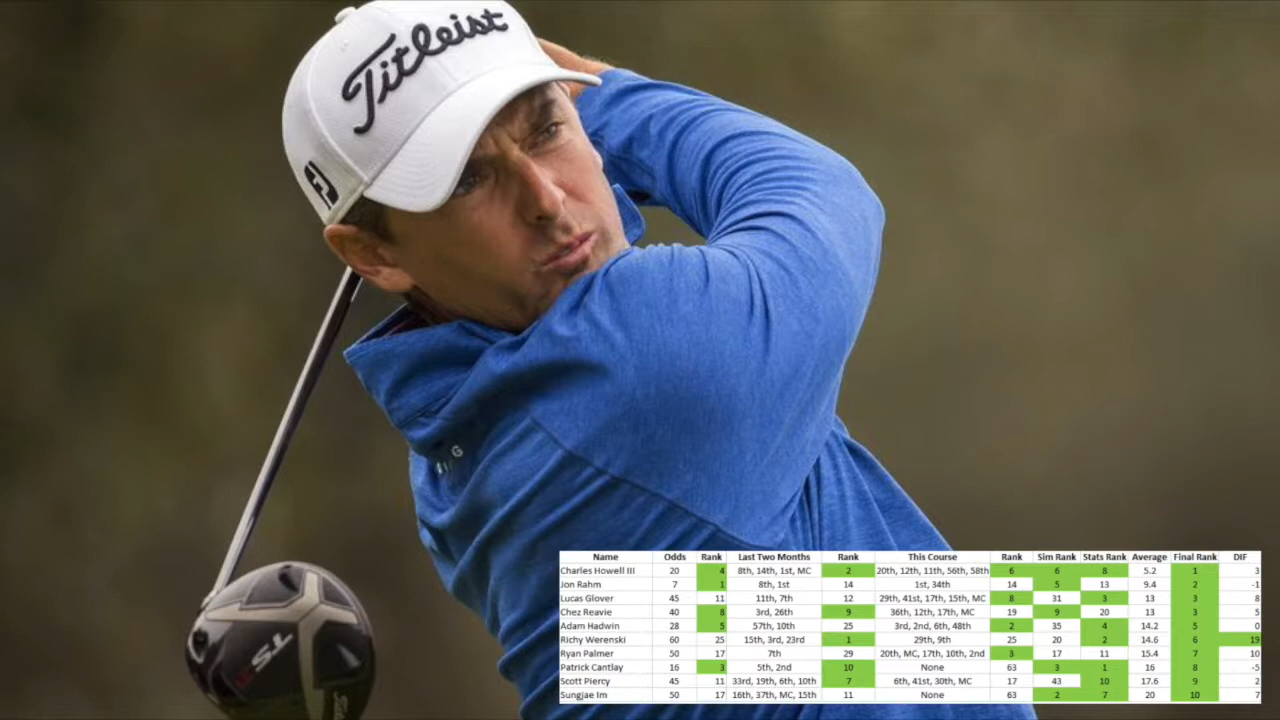 Titleist
FJ
G
TS
Name Odds Rank Last Two Months Rank This Course Rank Sim Rank Stats Rank Average Final Rank DIF
Charles Howell III 20 4 8th, 14th, 1st, MC 2 20th, 12th, 11th, 56th, 58th 6 6 8 5.2 1 3
Jon Rahm 7 1 8th, 1st 14 1st, 34th 14 5 13 9.4 2 -1
Lucas Glover 45 11 11th, 7th 12 29th, 41st, 17th, 15th, MC 8 31 3 13 3 8
Chez Reavie 40 8 3rd, 26th 9 36th, 12th, 17th, MC 19 9 20 13 3 5
Adam Hadwin 28 5 57th, 10th 25 3rd, 2nd, 6th, 48th 2 35 4 14.2 5 0
Richy Werenski 60 25 15th, 3rd, 23rd 1 29th, 9th 25 20 2 14.6 6 19
Ryan Palmer 50 17 7th 29 20th, MC, 17th, 10th, 2nd 3 17 11 15.4 7 10
Patrick Cantlay 16 3 5th, 2nd 10 None 63 3 1 16 8 -5
Scott Piercy 45 11 33rd, 19th, 6th, 10th 7 6th, 41st, 30th, MC 17 43 10 17.6 9 2
Sungjae Im 50 17 16th, 37th, MC, 15th 11 None 63 2 7 20 10 7